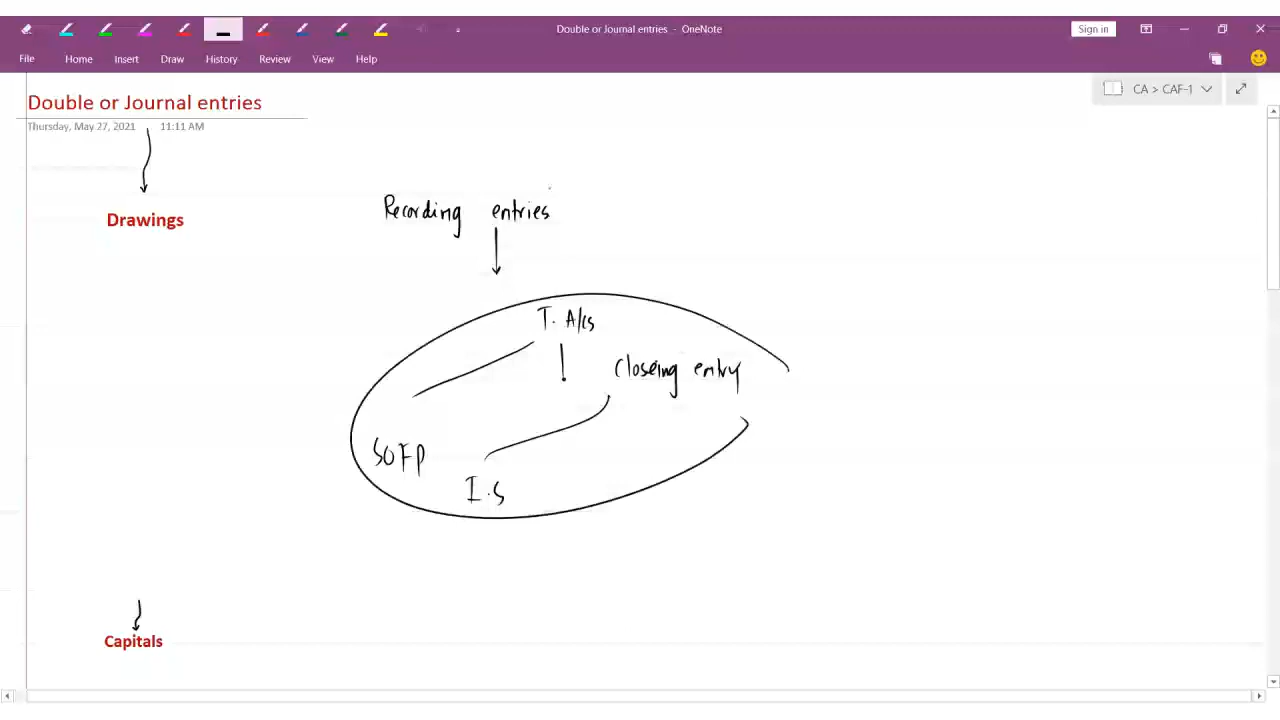 Double or Journal entries - OneNote
Sign in
File Home Insert Draw History Review View Help
CA > CAF-1
Double or Journal entries
Thursday, May 27, 2021 11:11 AM
Drawings
Recording entries
T. A/cs
Closeing entry
SOFP
I.S
Capitals